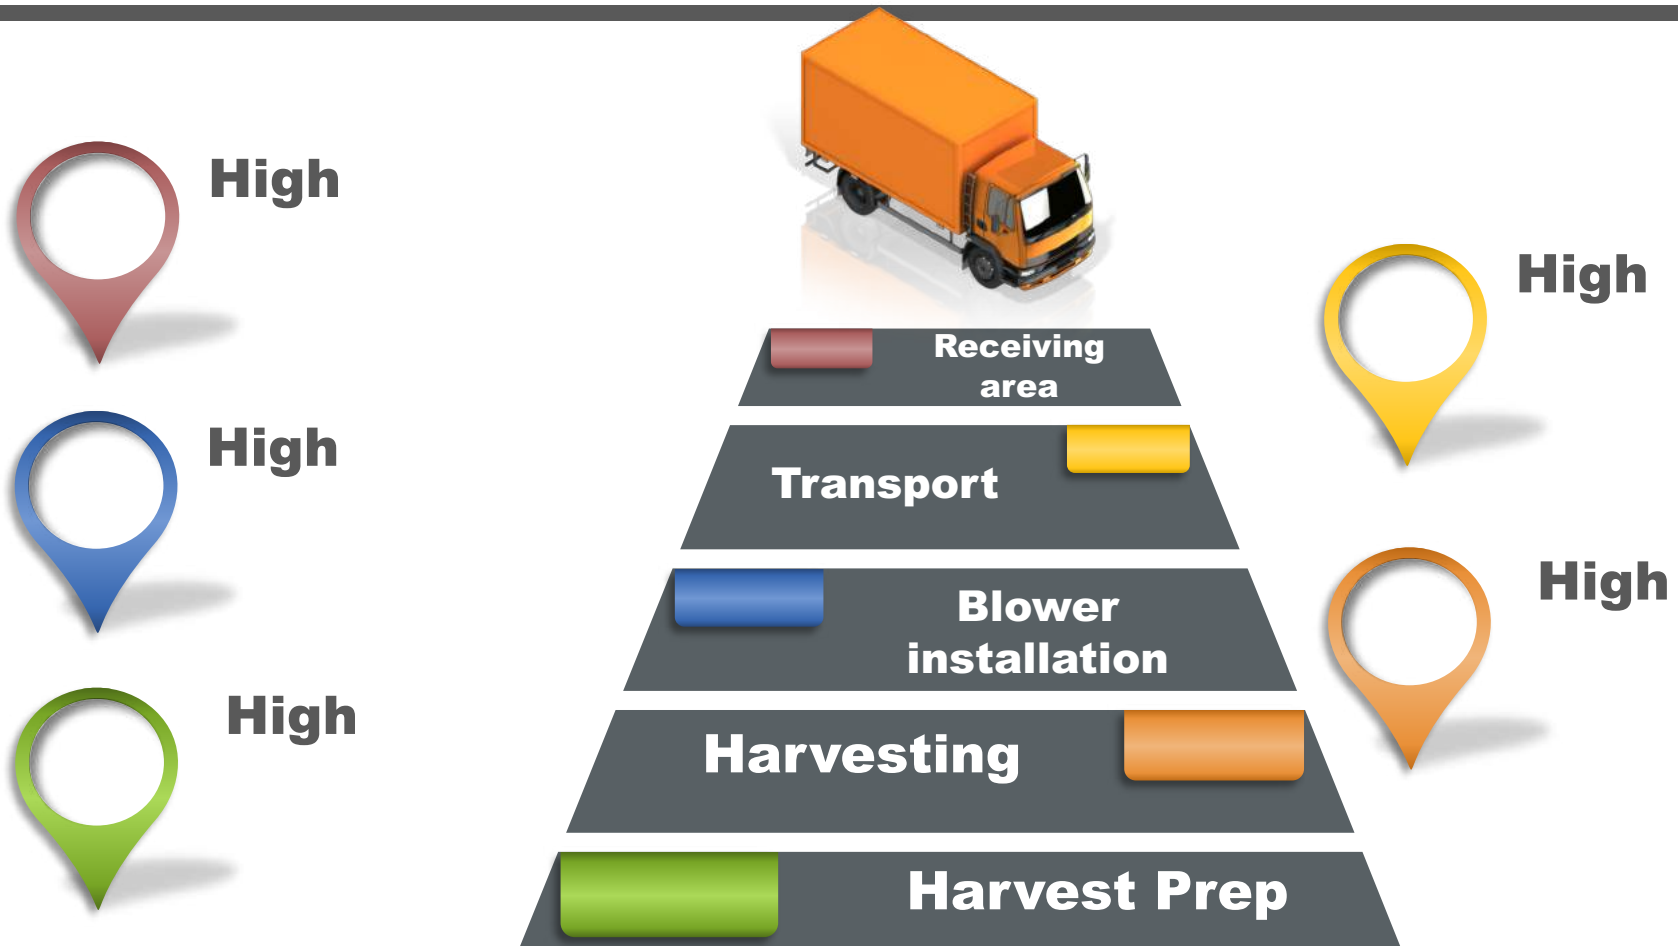 High
High
High
Receiving
area
Transport
Blower
installation
Harvesting
Harvest Prep
High
High